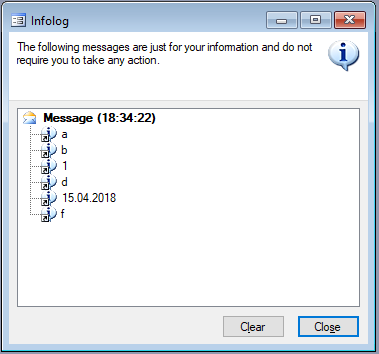 Infolog
The following messages are just for your information and do not
require you to take any action.
Message (18:34:22)
a
b
1
d
15.04.2018
f
Clear
Close